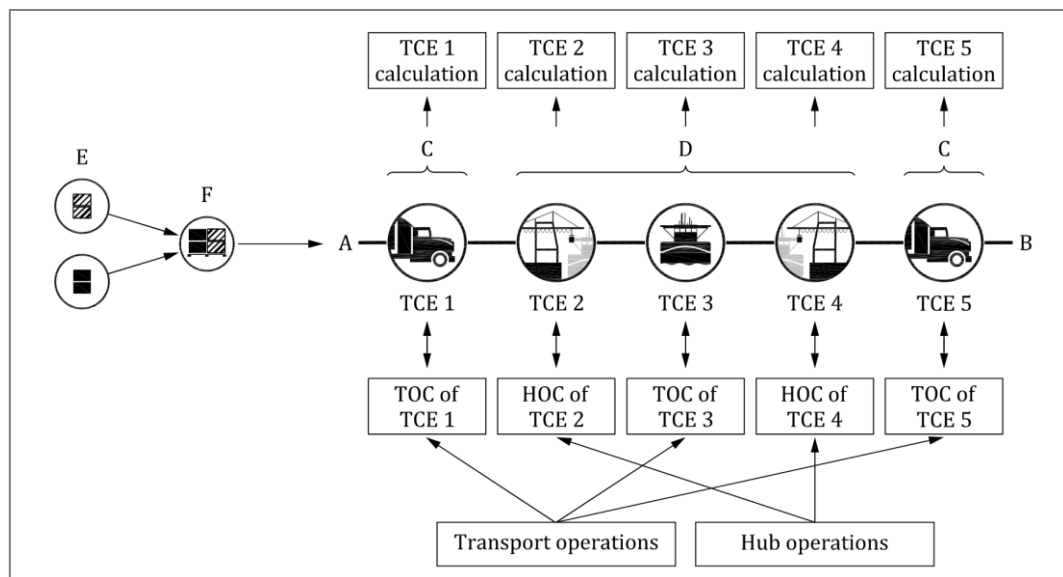 TCE 1 calculation
TCE 2 calculation
TCE 3 calculation
TCE 4 calculation
TCE 5 calculation
E
C
D
C
F
A
B
TCE 1
TCE 2
TCE 3
TCE 4
TCE 5
TOC of TCE 1
HOC of TCE 2
TOC of TCE 3
HOC of TCE 4
TOC of TCE 5
Transport operations
Hub operations